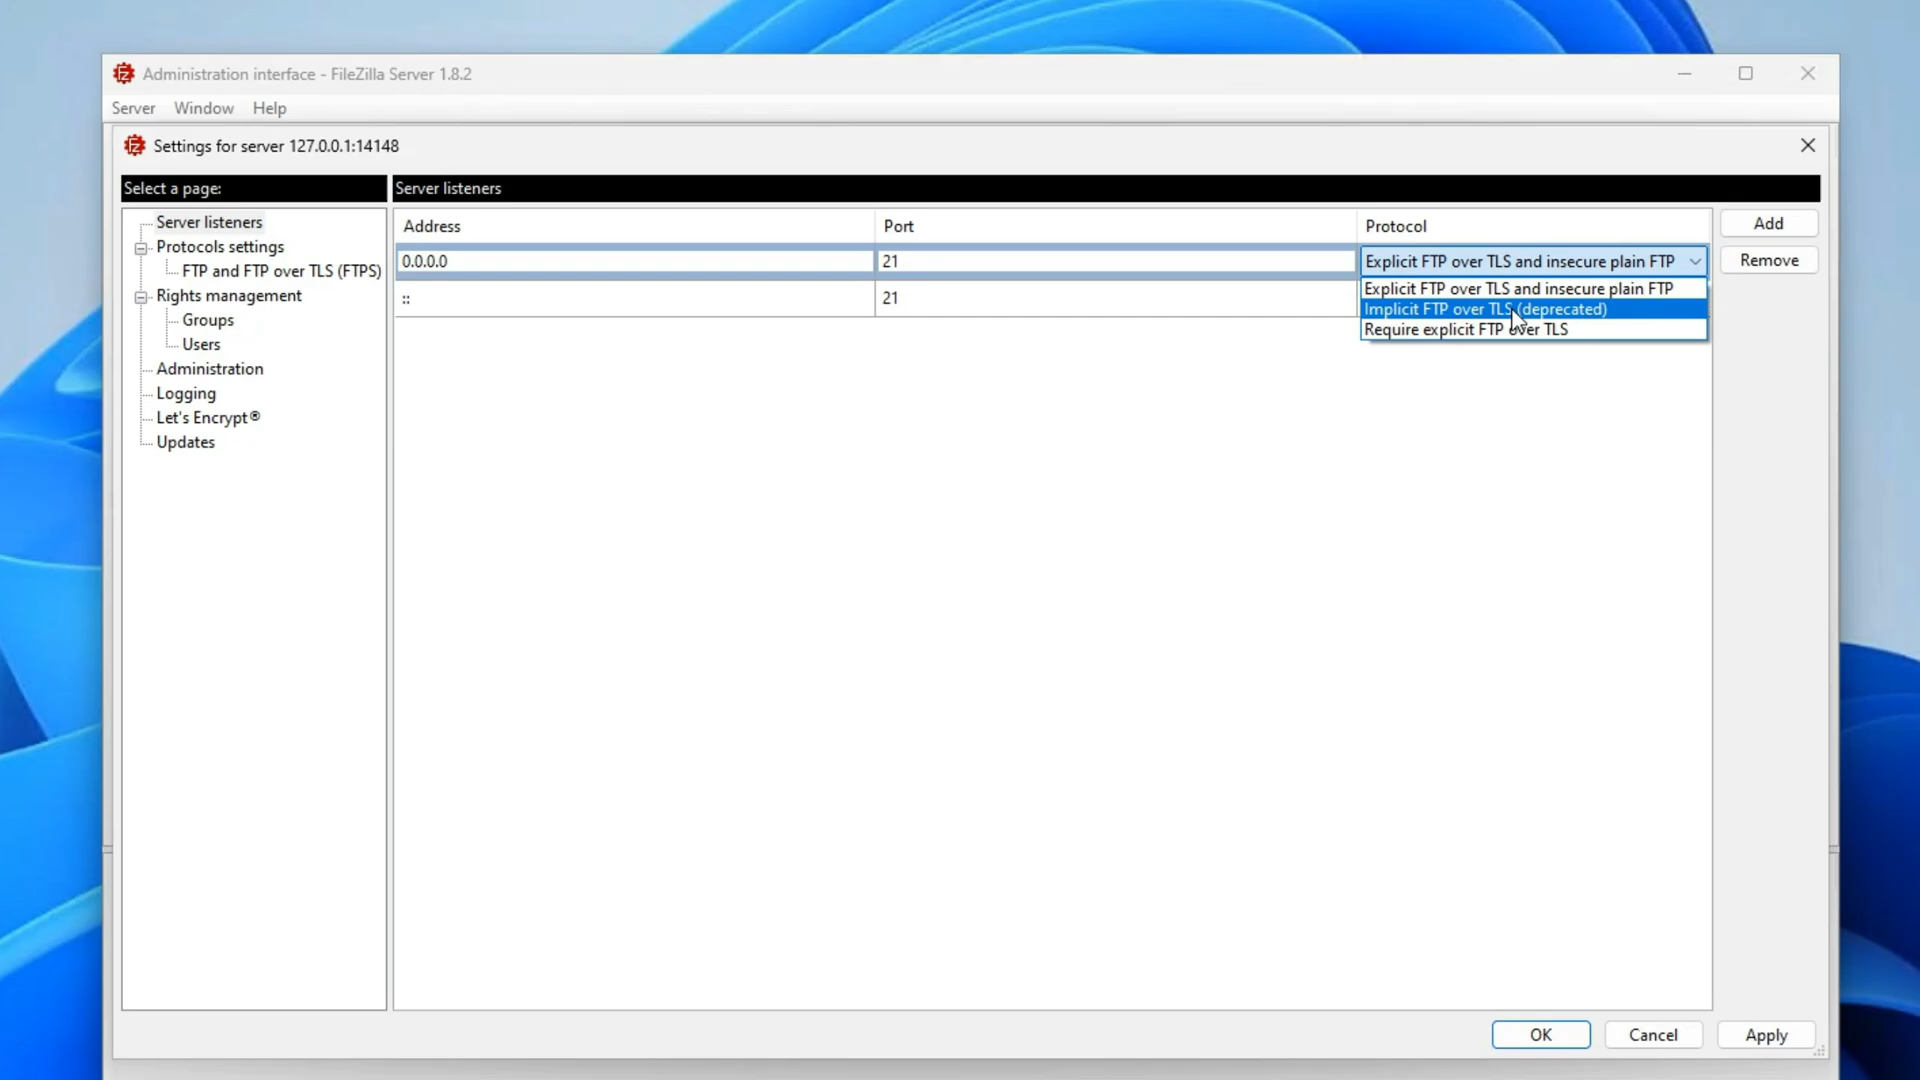 Administration interface - FileZilla Server 1.8.2
Server Window Help
Settings for server 127.0.0.1:14148
Select a page:
Server listeners
Server listeners
Protocols settings
FTP and FTP over TLS (FTPS)
Rights management
Groups
Users
Administration
Logging
Let's Encrypt®
Updates
Address Port Protocol
0.0.0.0 21 Explicit FTP over TLS and insecure plain FTP
:: 21
Explicit FTP over TLS and insecure plain FTP
Implicit FTP over TLS (deprecated)
Require explicit FTP over TLS
Add
Remove
OK Cancel Apply